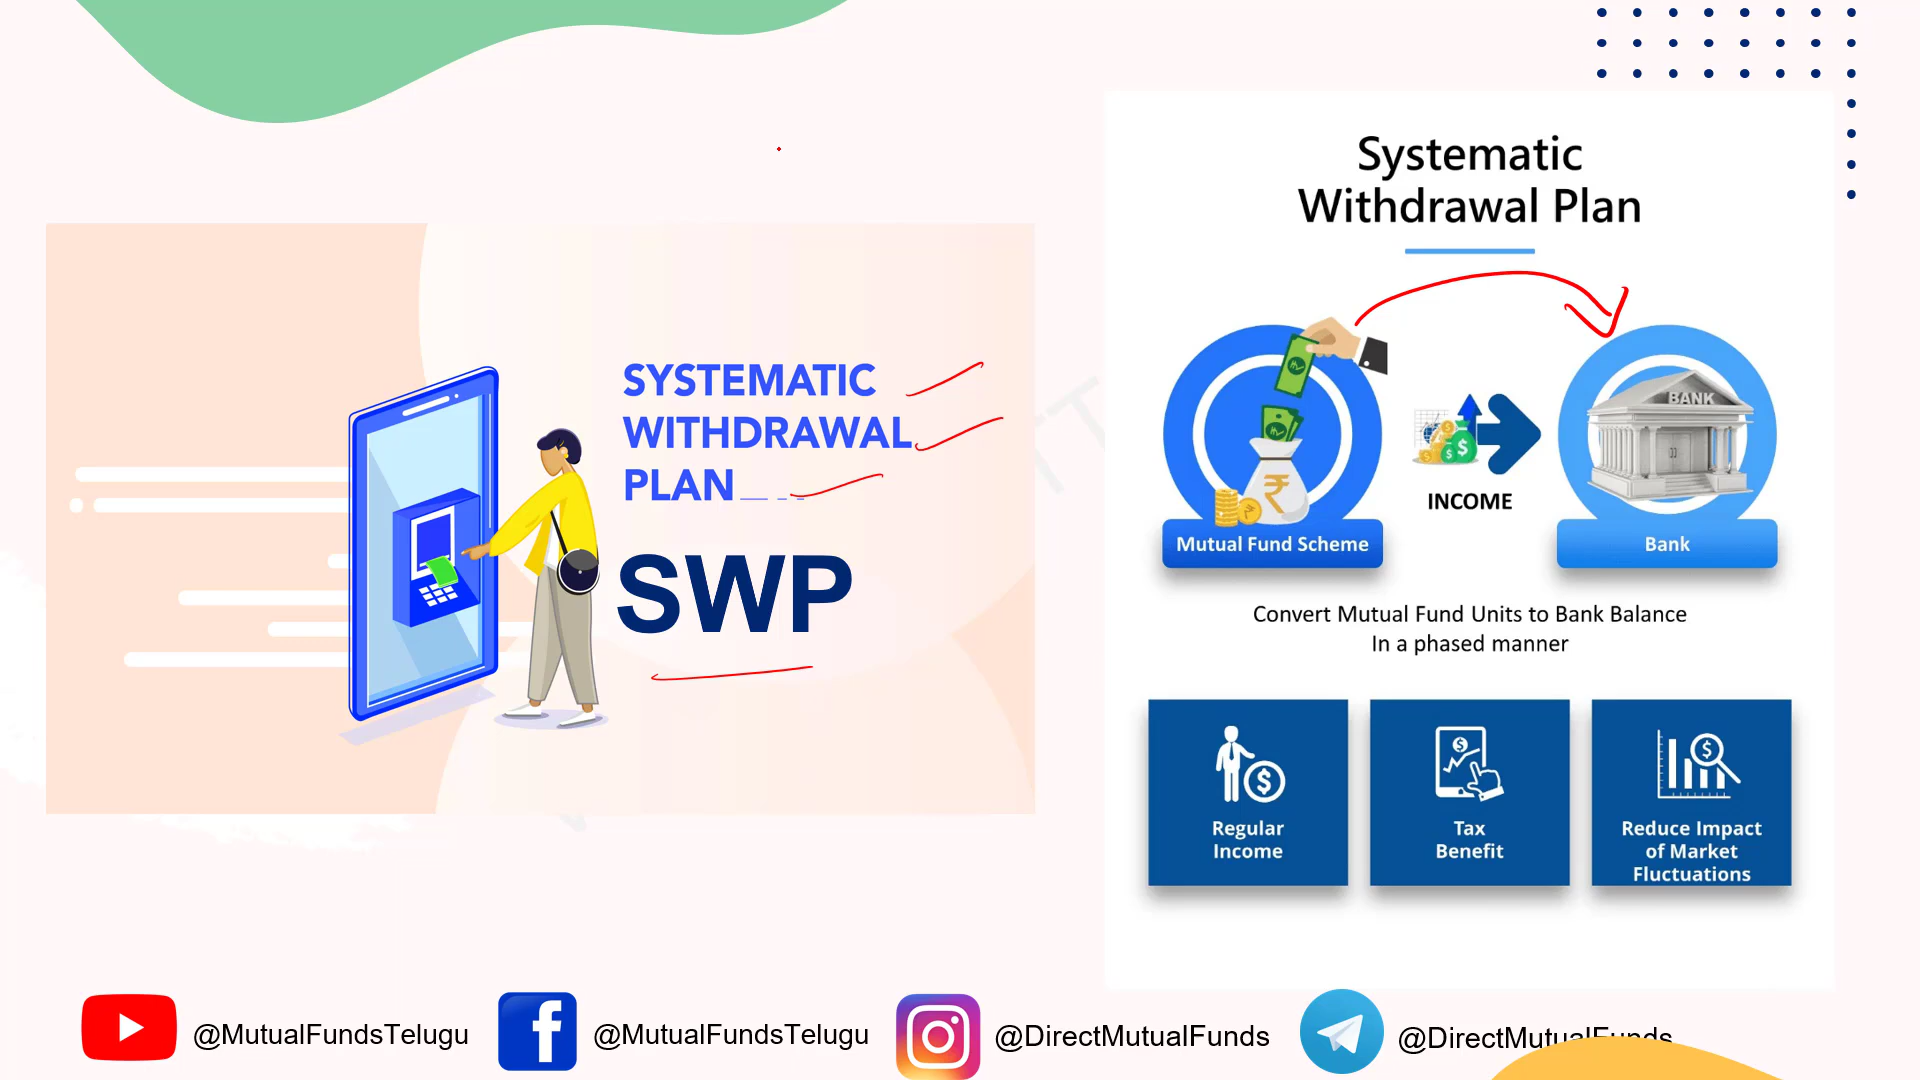 SYSTEMATIC
WITHDRAWAL
PLAN
SWP
Systematic
Withdrawal Plan
BANK
INCOME
Mutual Fund Scheme
Bank
Convert Mutual Fund Units to Bank Balance
In a phased manner
Regular
Income
Tax
Benefit
Reduce Impact
of Market
Fluctuations
@MutualFundsTelugu
@MutualFundsTelugu
@DirectMutualFunds
@DirectMutualFunds